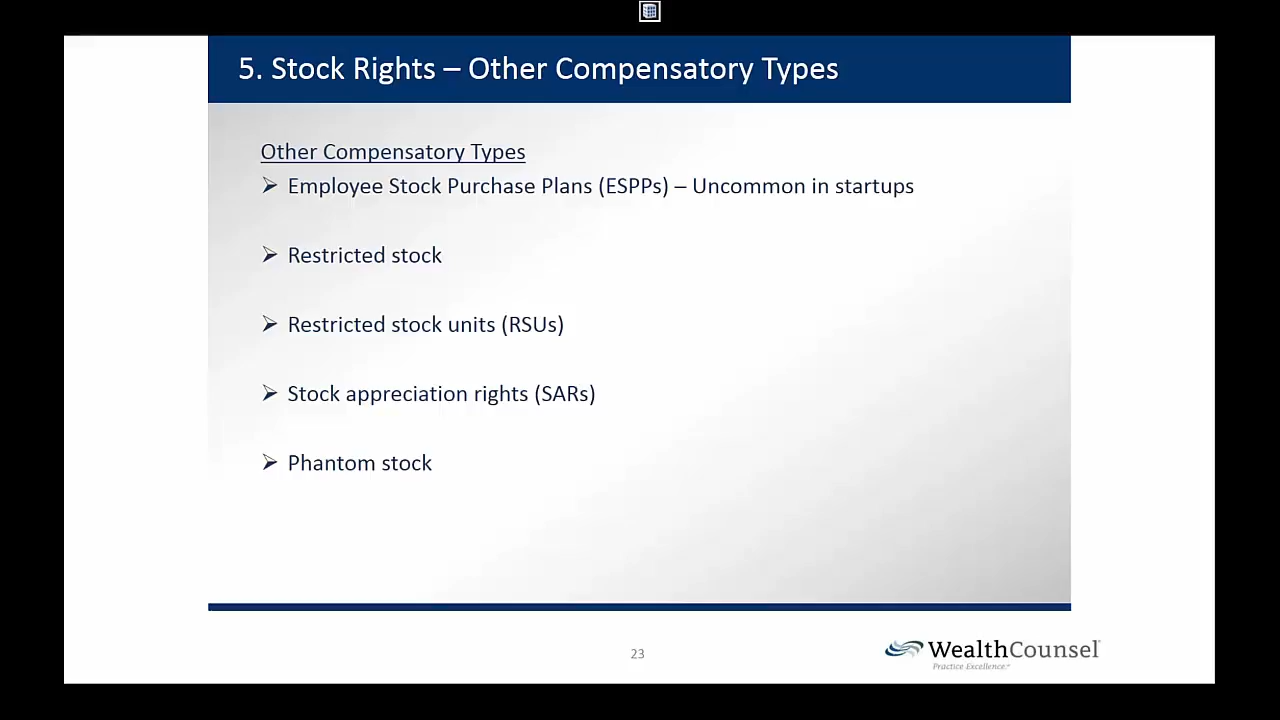 5. Stock Rights – Other Compensatory Types
Other Compensatory Types
➢ Employee Stock Purchase Plans (ESPPs) – Uncommon in startups
➢ Restricted stock
➢ Restricted stock units (RSUs)
➢ Stock appreciation rights (SARs)
➢ Phantom stock
23
WealthCounsel
Practice Excellence.